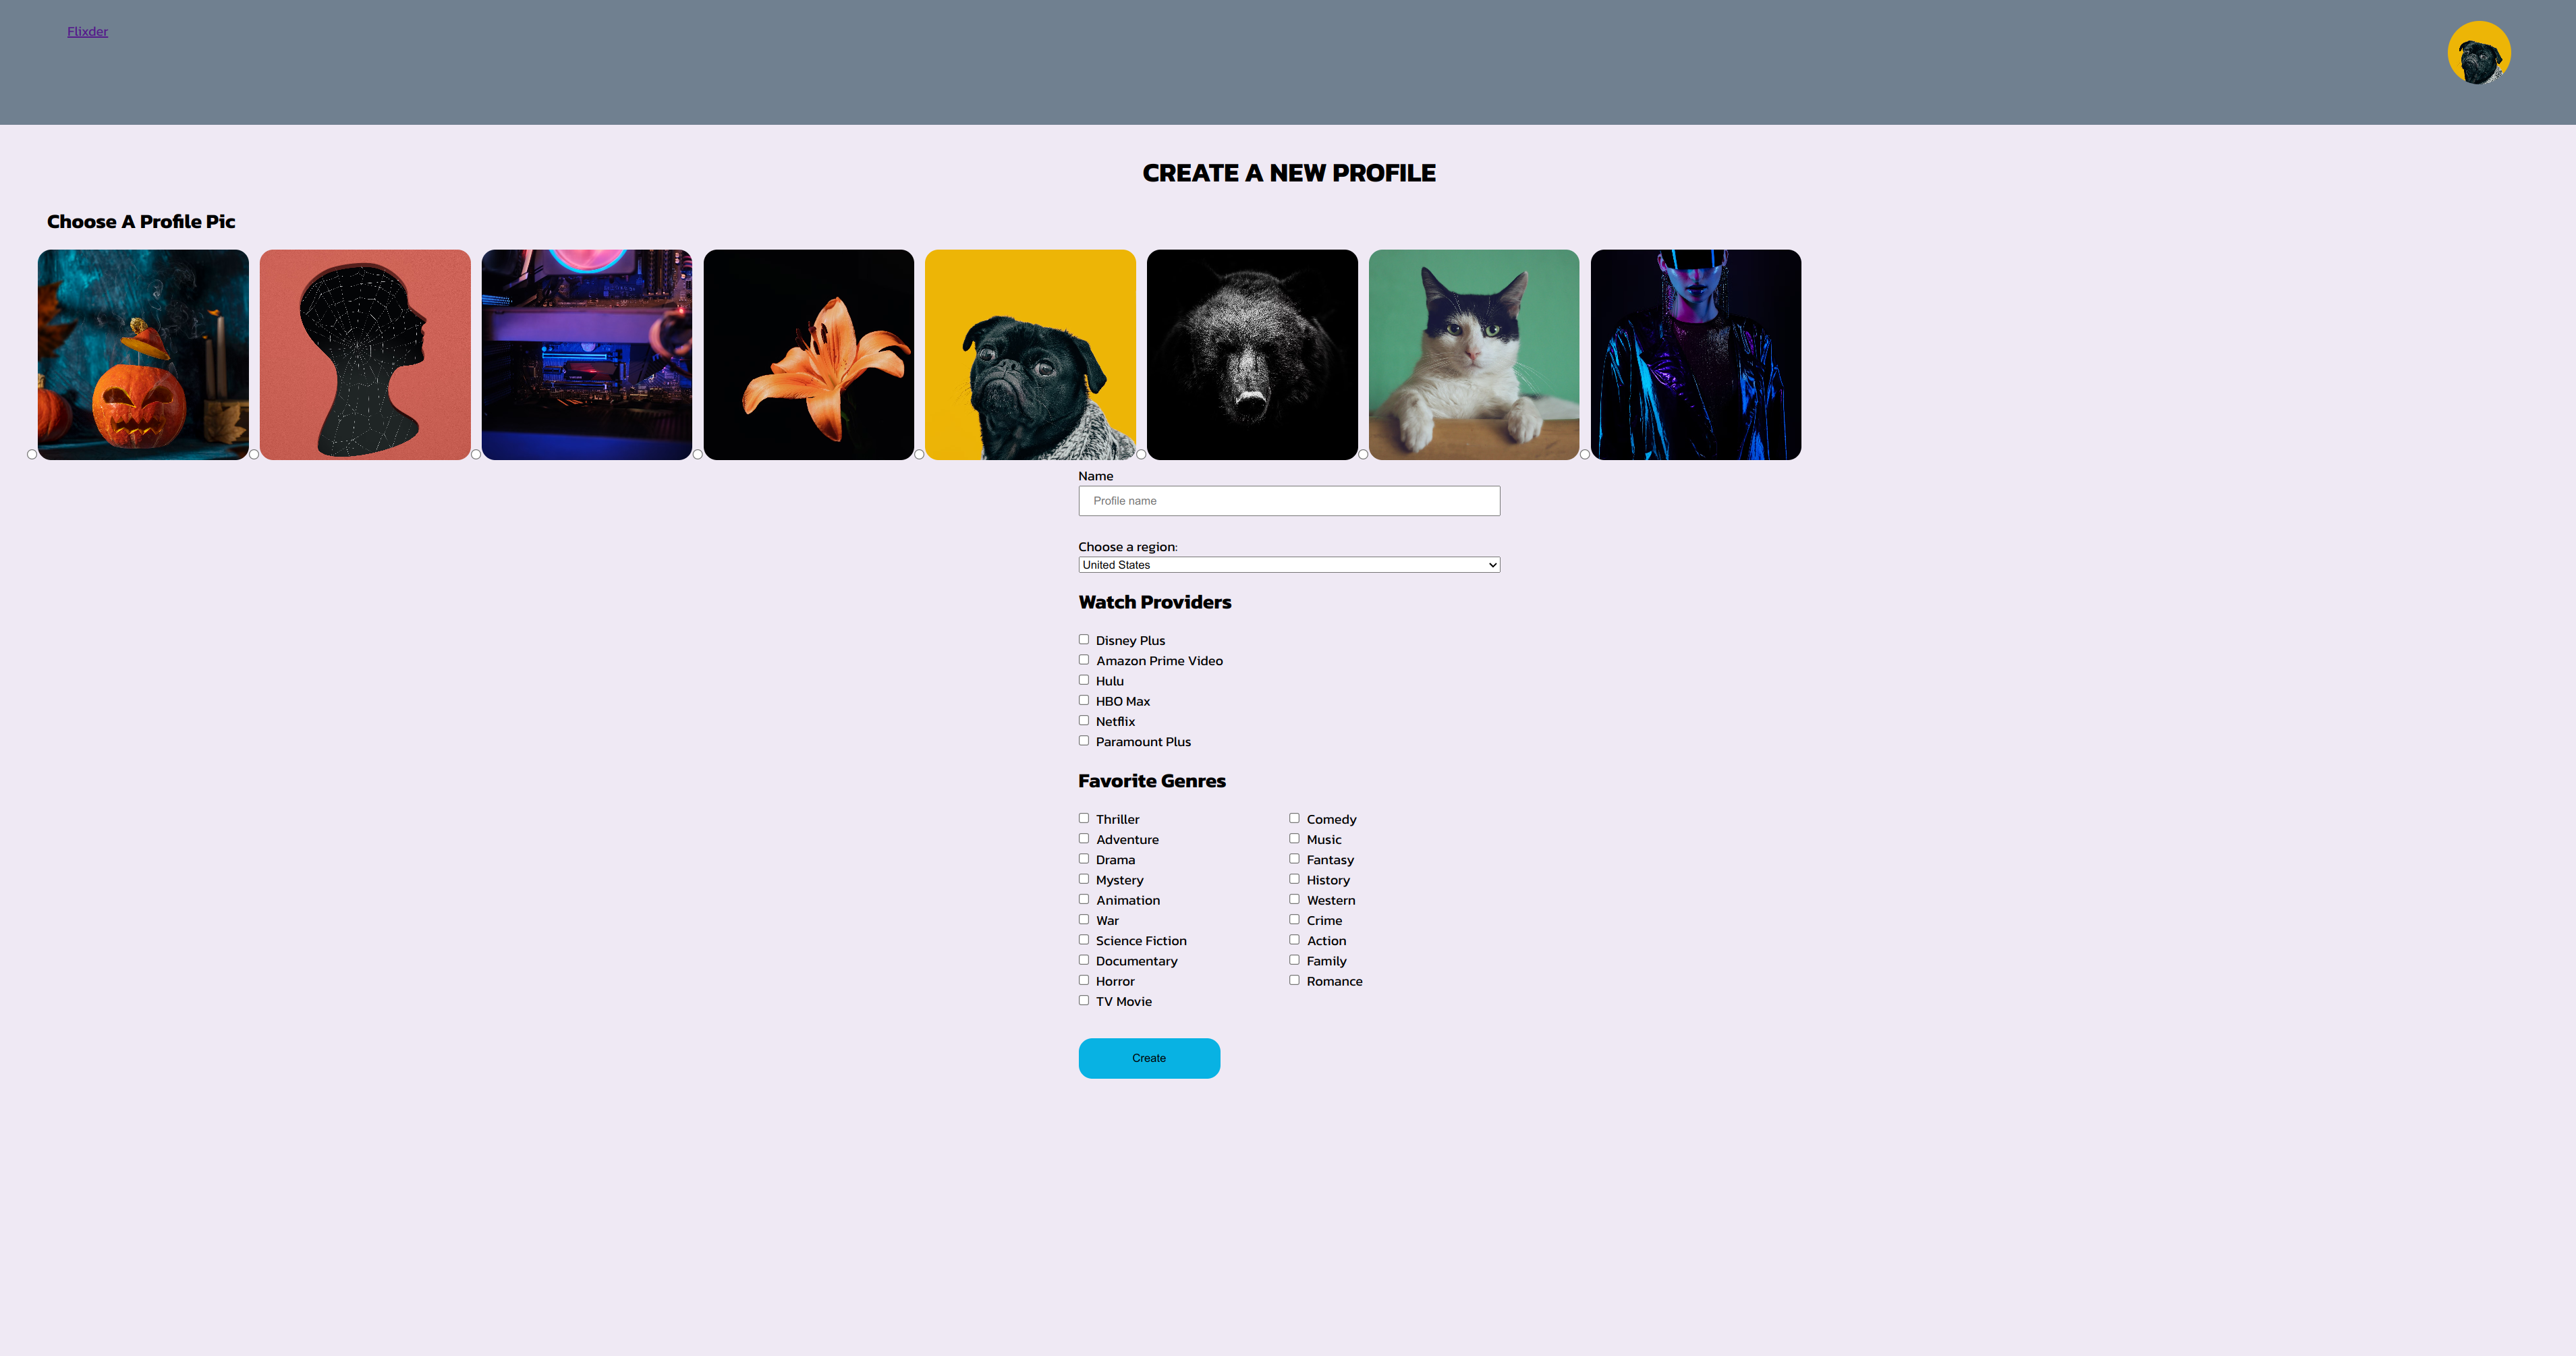 Flixder
CREATE A NEW PROFILE
Choose A Profile Pic
Name
Profile name
Choose a region:
United States
Watch Providers
Disney Plus
Amazon Prime Video
Hulu
HBO Max
Netflix
Paramount Plus
Favorite Genres
Thriller
Comedy
Adventure
Music
Drama
Fantasy
Mystery
History
Animation
Western
War
Crime
Science Fiction
Action
Documentary
Family
Horror
Romance
TV Movie
Create